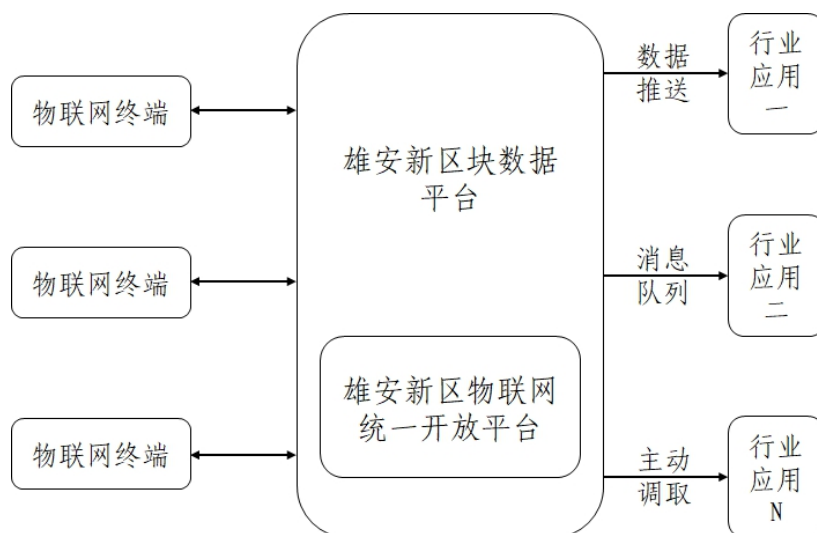 物联网终端
物联网终端
物联网终端
雄安新区块数据
平台
雄安新区物联网
统一开放平台
数据
推送
消息
队列
主动
调取
行业
应用
一
行业
应用
二
行业
应用
N